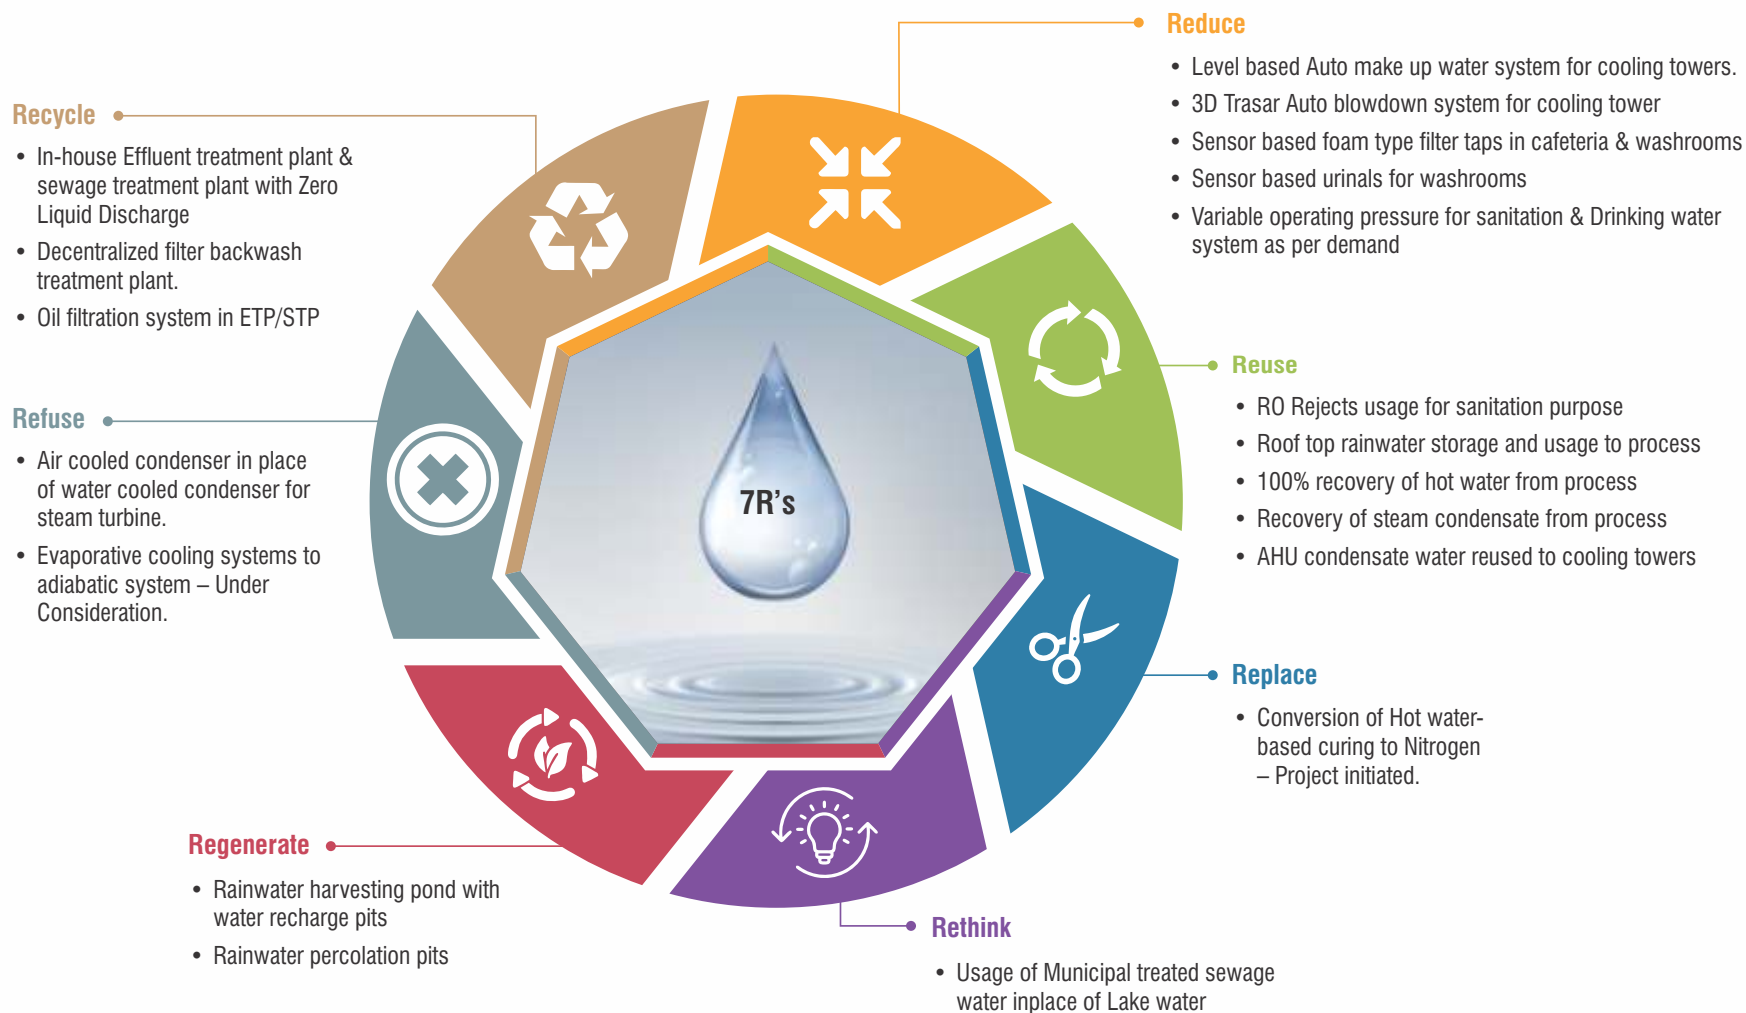 Reduce
• Level based Auto make up water system for cooling towers.
• 3D Trasar Auto blowdown system for cooling tower
• Sensor based foam type filter taps in cafeteria & washrooms
• Sensor based urinals for washrooms
• Variable operating pressure for sanitation & Drinking water
system as per demand
Reuse
• RO Rejects usage for sanitation purpose
• Roof top rainwater storage and usage to process
• 100% recovery of hot water from process
• Recovery of steam condensate from process
• AHU condensate water reused to cooling towers
Replace
• Conversion of Hot water-
based curing to Nitrogen
– Project initiated.
Rethink
• Usage of Municipal treated sewage
water inplace of Lake water
Regenerate
• Rainwater harvesting pond with
water recharge pits
• Rainwater percolation pits
Refuse
• Air cooled condenser in place
of water cooled condenser for
steam turbine.
• Evaporative cooling systems to
adiabatic system – Under
Consideration.
Recycle
• In-house Effluent treatment plant &
sewage treatment plant with Zero
Liquid Discharge
• Decentralized filter backwash
treatment plant.
• Oil filtration system in ETP/STP
7R’s